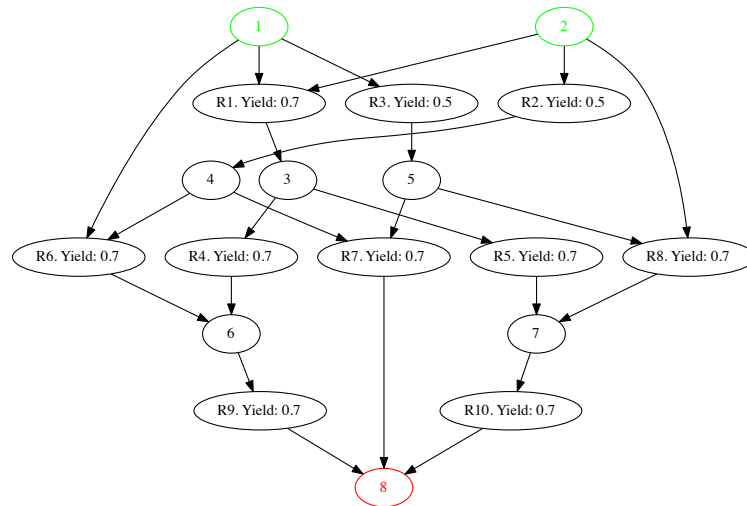 1
2
R1. Yield: 0.7
R3. Yield: 0.5
R2. Yield: 0.5
4
3
5
R6. Yield: 0.7
R4. Yield: 0.7
R7. Yield: 0.7
R5. Yield: 0.7
R8. Yield: 0.7
6
7
R9. Yield: 0.7
R10. Yield: 0.7
8